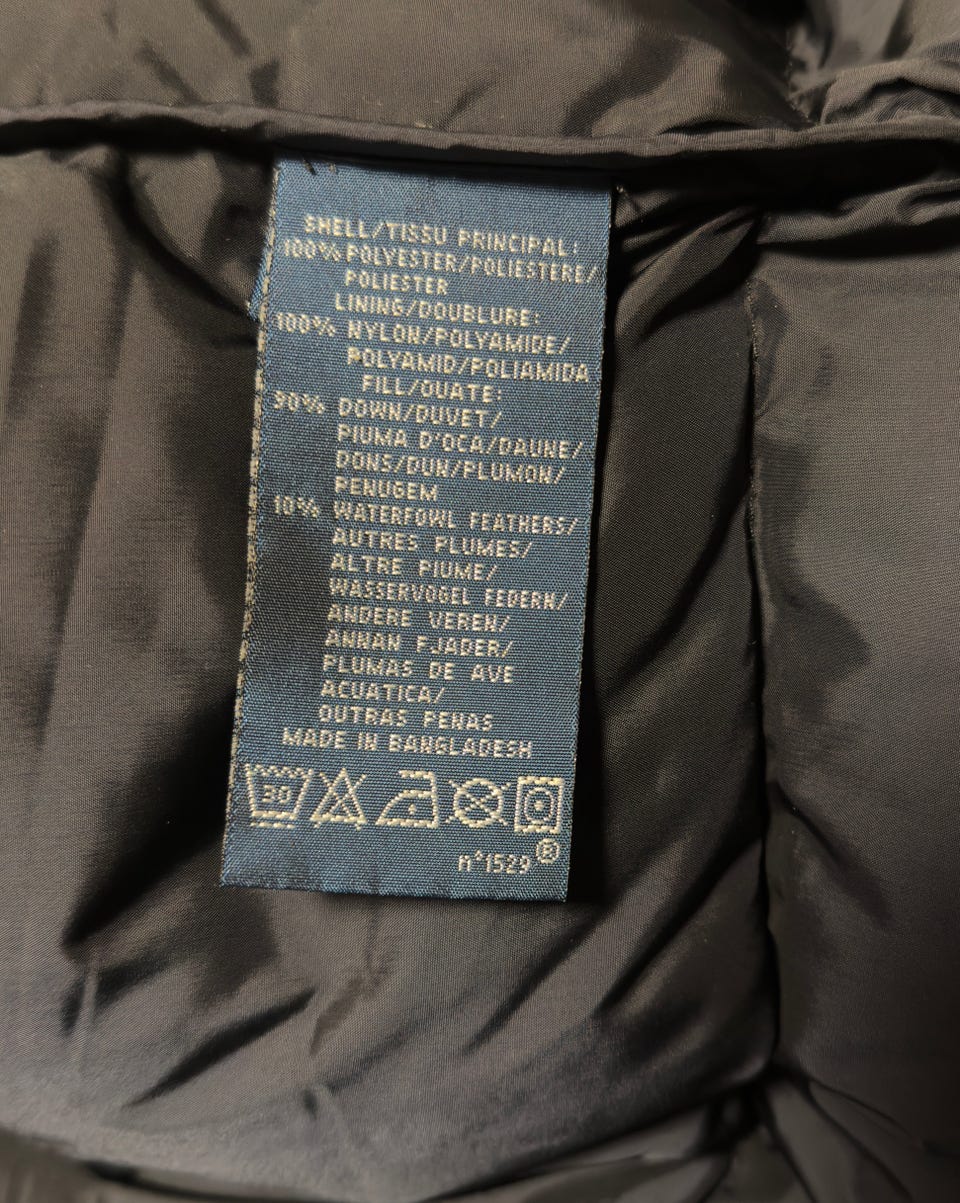 SHELL/TISSU PRINCIPAL:
100% POLYESTER/POLIESTERE/
POLIESTER
LINING/DOUBLURE:
100% NYLON/POLYAMIDE/
POLYAMID/POLIAMIDA
FILL/OUATE:
90% DOWN/DUVET/
PIUMA D'OCA/DAUNE/
DONS/DUN/PLUMON/
PENUGEM
10% WATERFOWL FEATHERS/
AUTRES PLUMES/
ALTRE PIUME/
WASSERVOGEL FEDERN/
ANDERE VEREN/
ANNAN FJADER/
PLUMAS DE AVE
ACUATICA/
OUTRAS PENAS
MADE IN BANGLADESH
30
n°1529 ®